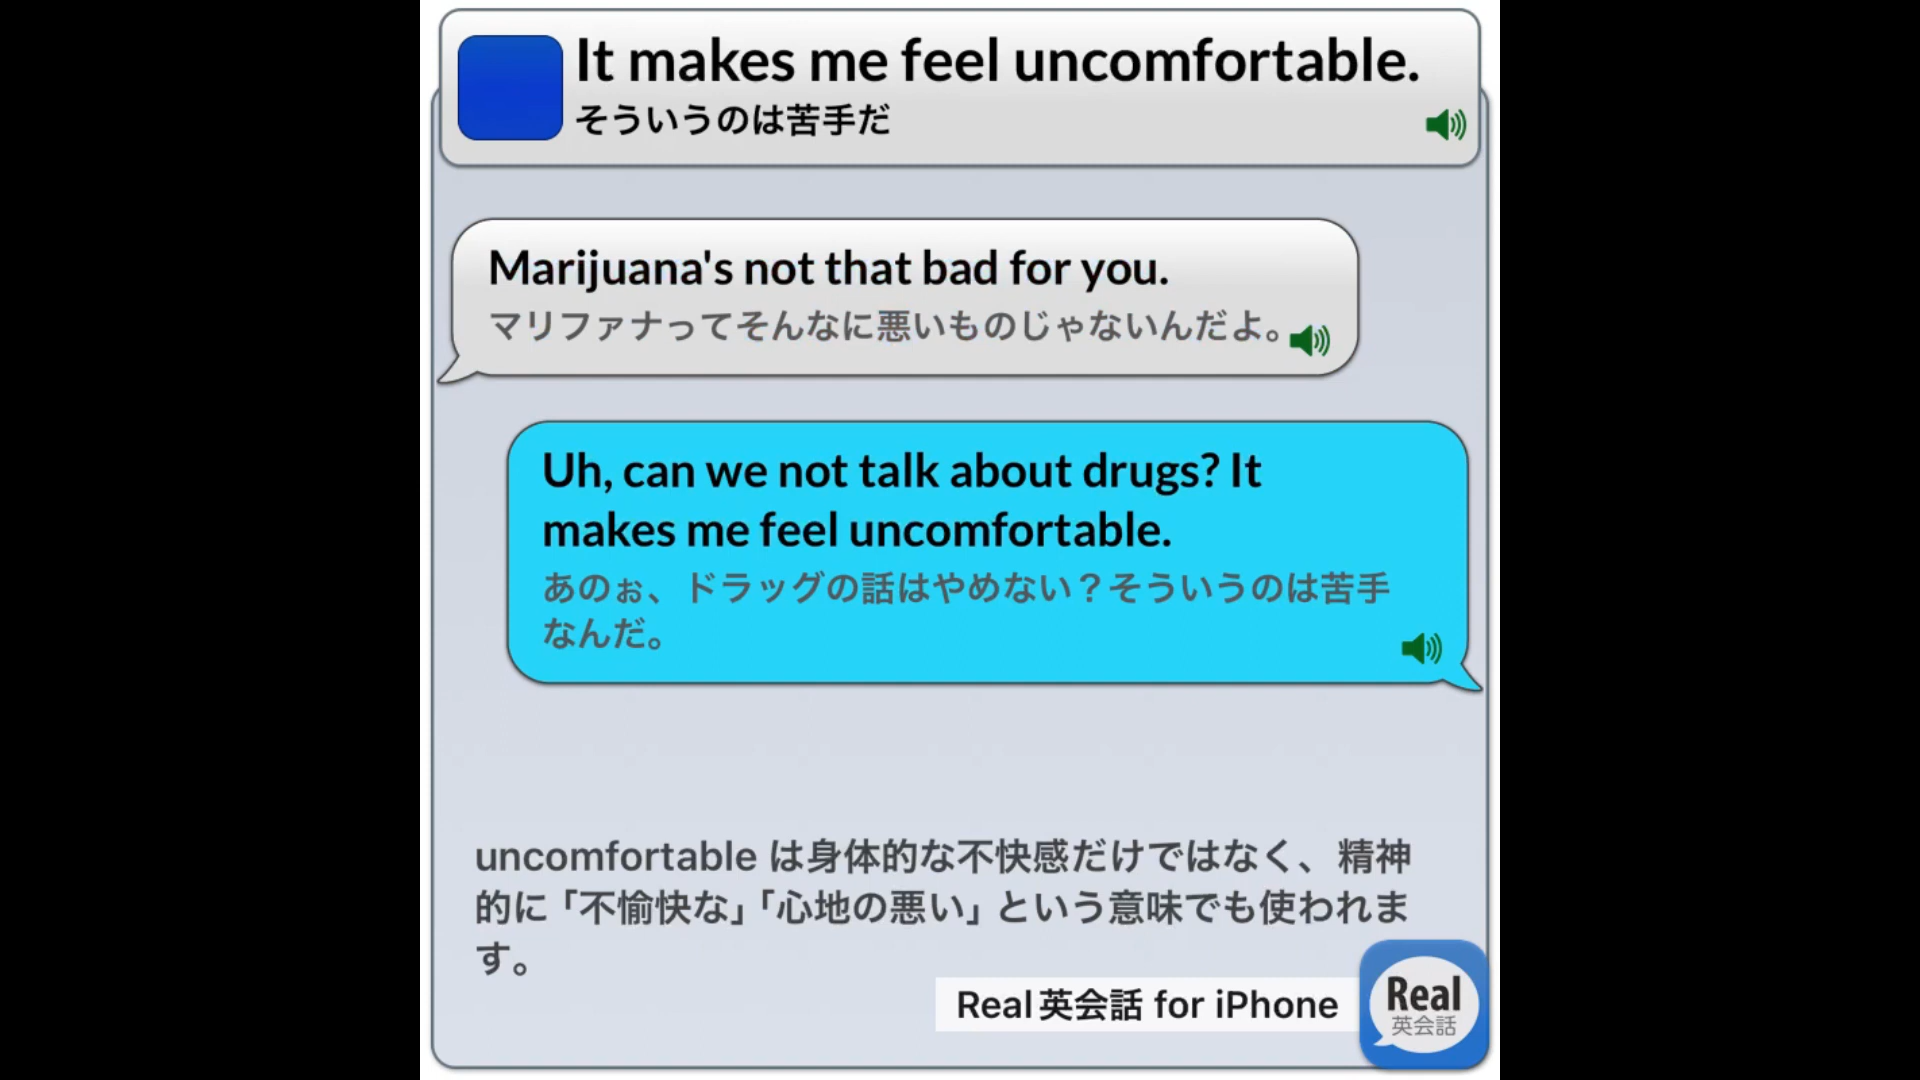 It makes me feel uncomfortable.
そういうのは苦手だ
Marijuana's not that bad for you.
マリファナってそんなに悪いものじゃないんだよ。
Uh, can we not talk about drugs? It
makes me feel uncomfortable.
あのぉ、ドラッグの話はやめない？そういうのは苦手
なんだ。
uncomfortable は身体的な不快感だけではなく、精神
的に「不愉快な」「心地の悪い」という意味でも使われま
す。
Real英会話 for iPhone
Real
英会話